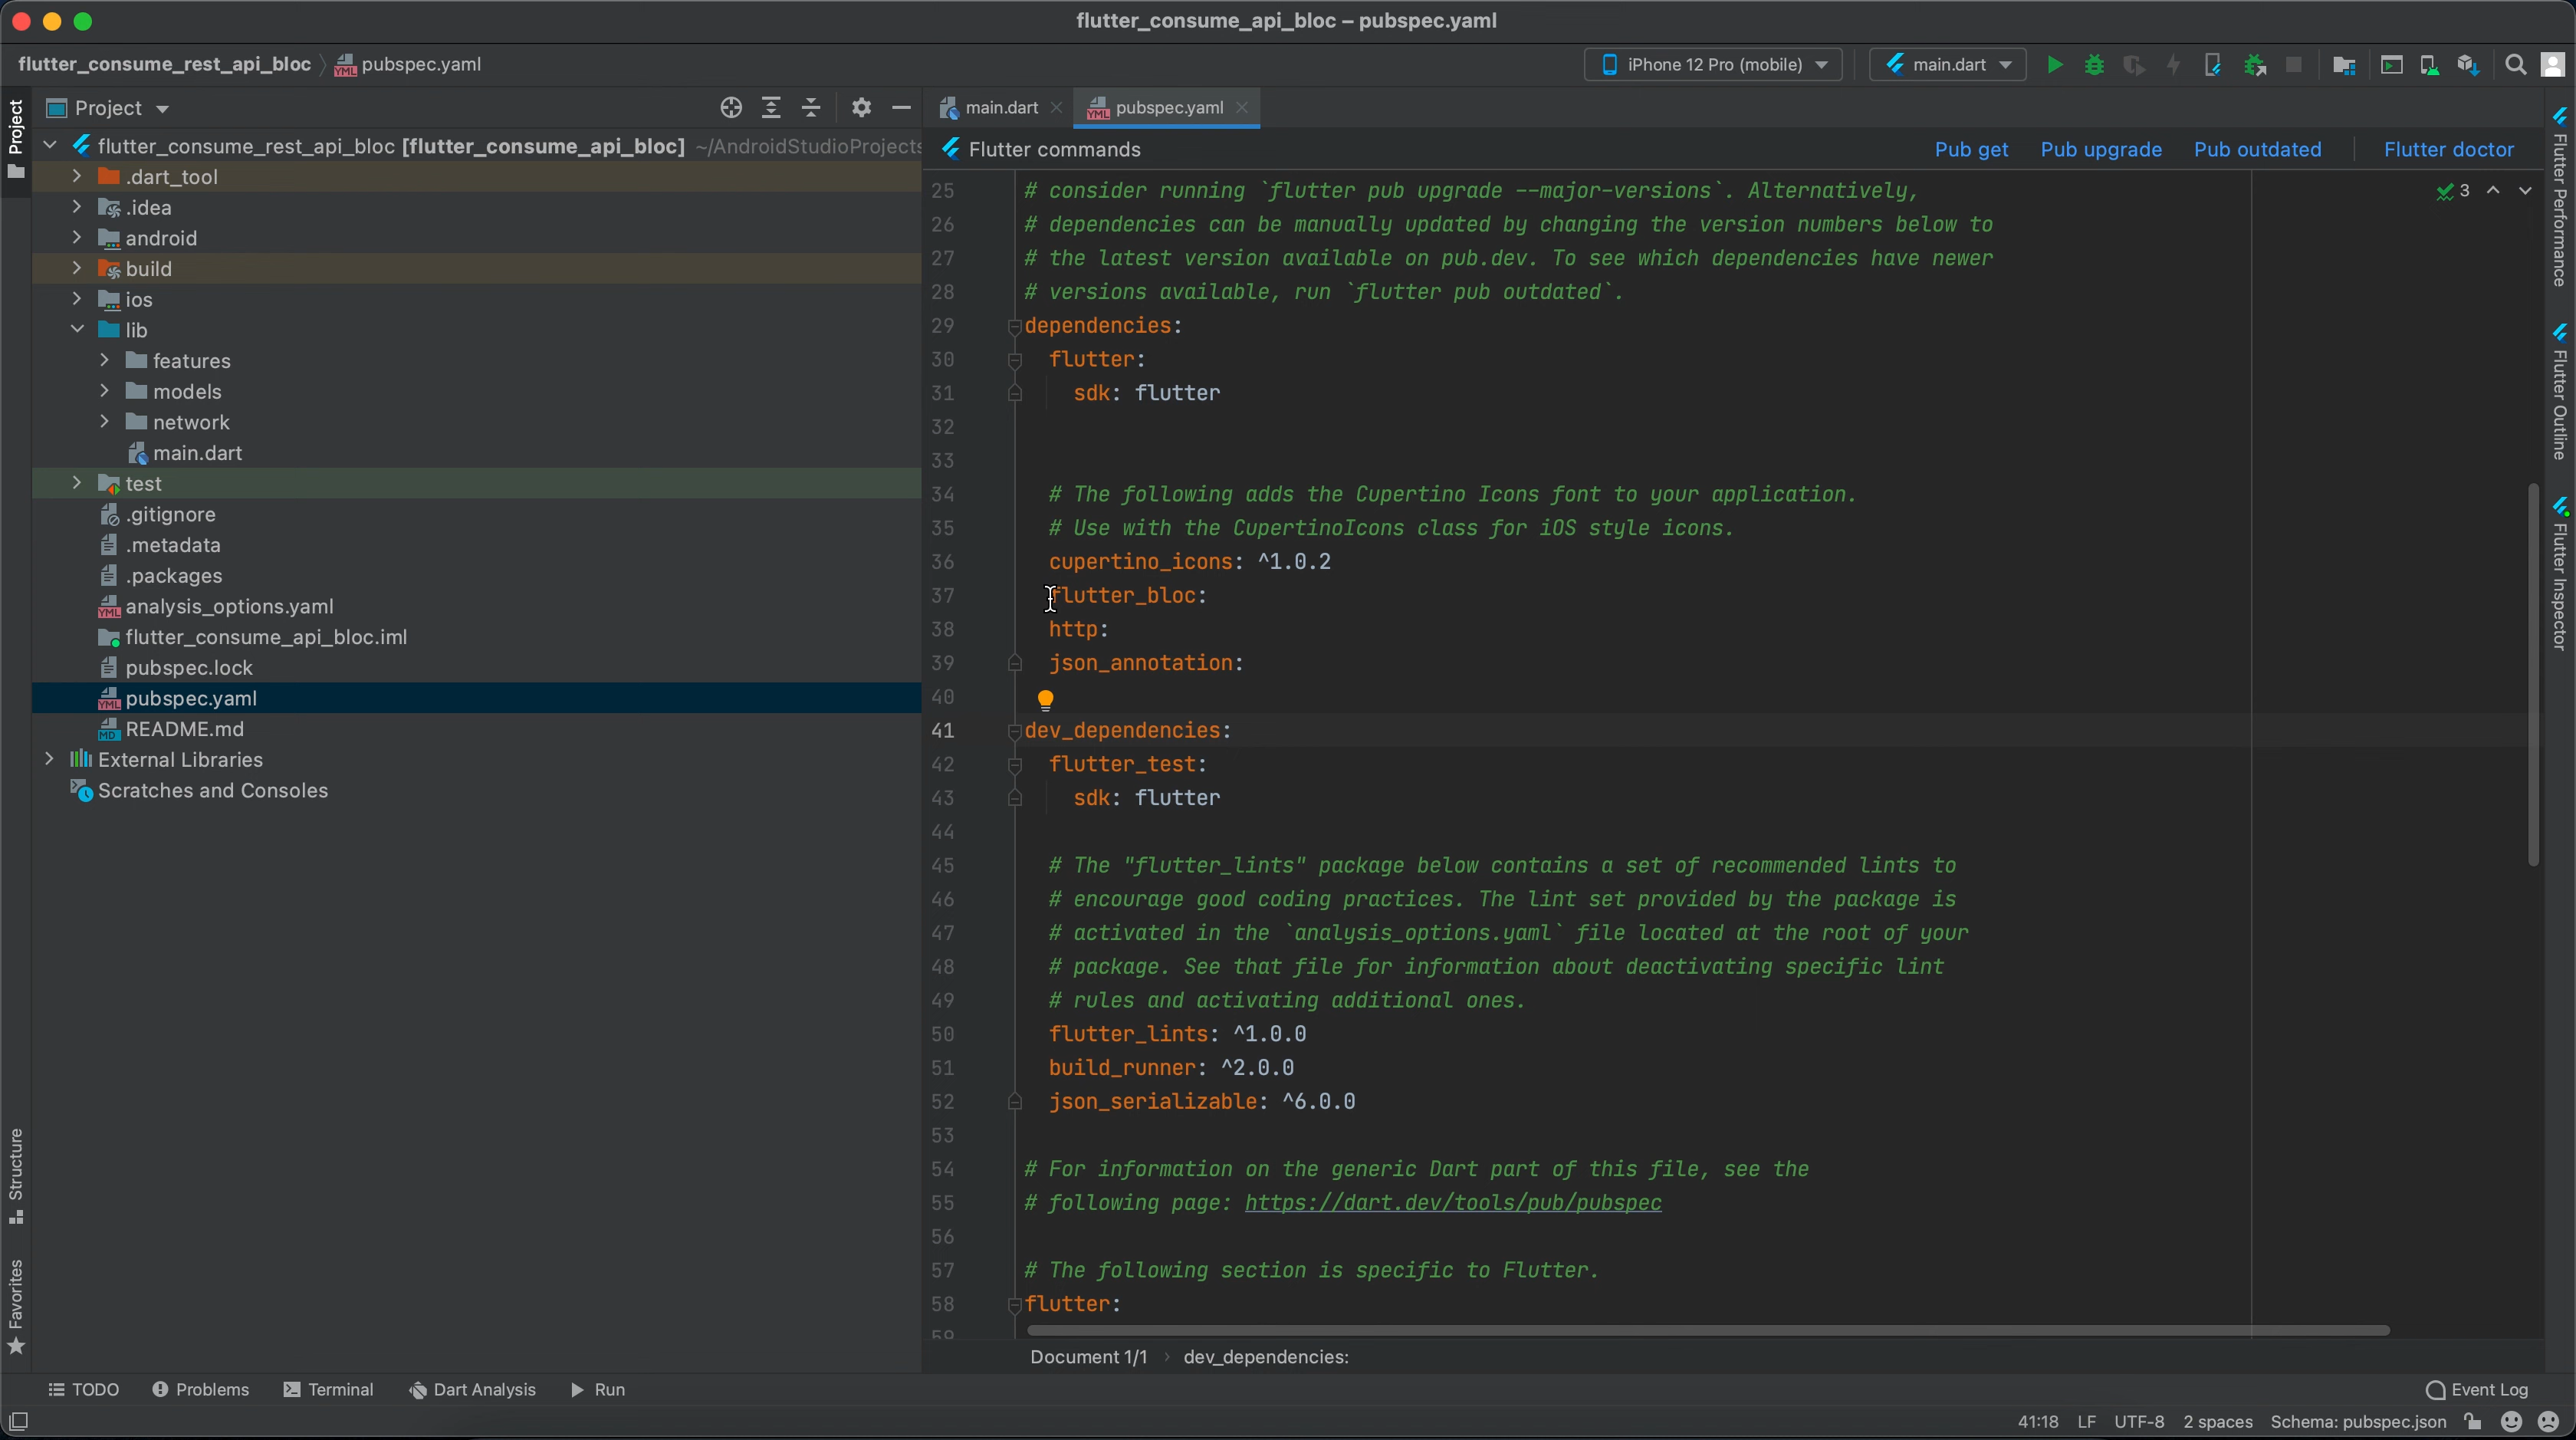 flutter_consume_api_bloc – pubspec.yaml
flutter_consume_rest_api_bloc
pubspec.yaml
iPhone 12 Pro (mobile)
main.dart
Project
Project
main.dart
pubspec.yaml
flutter_consume_rest_api_bloc [flutter_consume_api_bloc] ~/AndroidStudioProjects
.dart_tool
.idea
android
build
ios
lib
features
models
network
main.dart
test
.gitignore
.metadata
.packages
analysis_options.yaml
flutter_consume_api_bloc.iml
pubspec.lock
pubspec.yaml
README.md
External Libraries
Scratches and Consoles
Structure
Favorites
Flutter commands
Pub get
Pub upgrade
Pub outdated
Flutter doctor
3
25 # consider running `flutter pub upgrade --major-versions`. Alternatively,
26 # dependencies can be manually updated by changing the version numbers below to
27 # the latest version available on pub.dev. To see which dependencies have newer
28 # versions available, run `flutter pub outdated`.
29 dependencies:
30 flutter:
31 sdk: flutter
32
33
34 # The following adds the Cupertino Icons font to your application.
35 # Use with the CupertinoIcons class for iOS style icons.
36 cupertino_icons: ^1.0.2
37 flutter_bloc:
38 http:
39 json_annotation:
40
41 dev_dependencies:
42 flutter_test:
43 sdk: flutter
44
45 # The "flutter_lints" package below contains a set of recommended lints to
46 # encourage good coding practices. The lint set provided by the package is
47 # activated in the `analysis_options.yaml` file located at the root of your
48 # package. See that file for information about deactivating specific lint
49 # rules and activating additional ones.
50 flutter_lints: ^1.0.0
51 build_runner: ^2.0.0
52 json_serializable: ^6.0.0
53
54 # For information on the generic Dart part of this file, see the
55 # following page: https://dart.dev/tools/pub/pubspec
56
57 # The following section is specific to Flutter.
58 flutter:
59
Document 1/1
dev_dependencies:
Flutter Performance
Flutter Outline
Flutter Inspector
TODO
Problems
Terminal
Dart Analysis
Run
Event Log
41:18 LF UTF-8 2 spaces Schema: pubspec.json